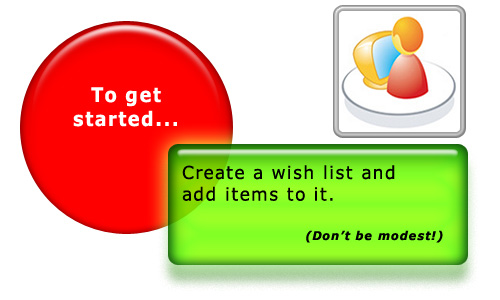 To get
started...
Create a wish list and
add items to it.
(Don't be modest!)